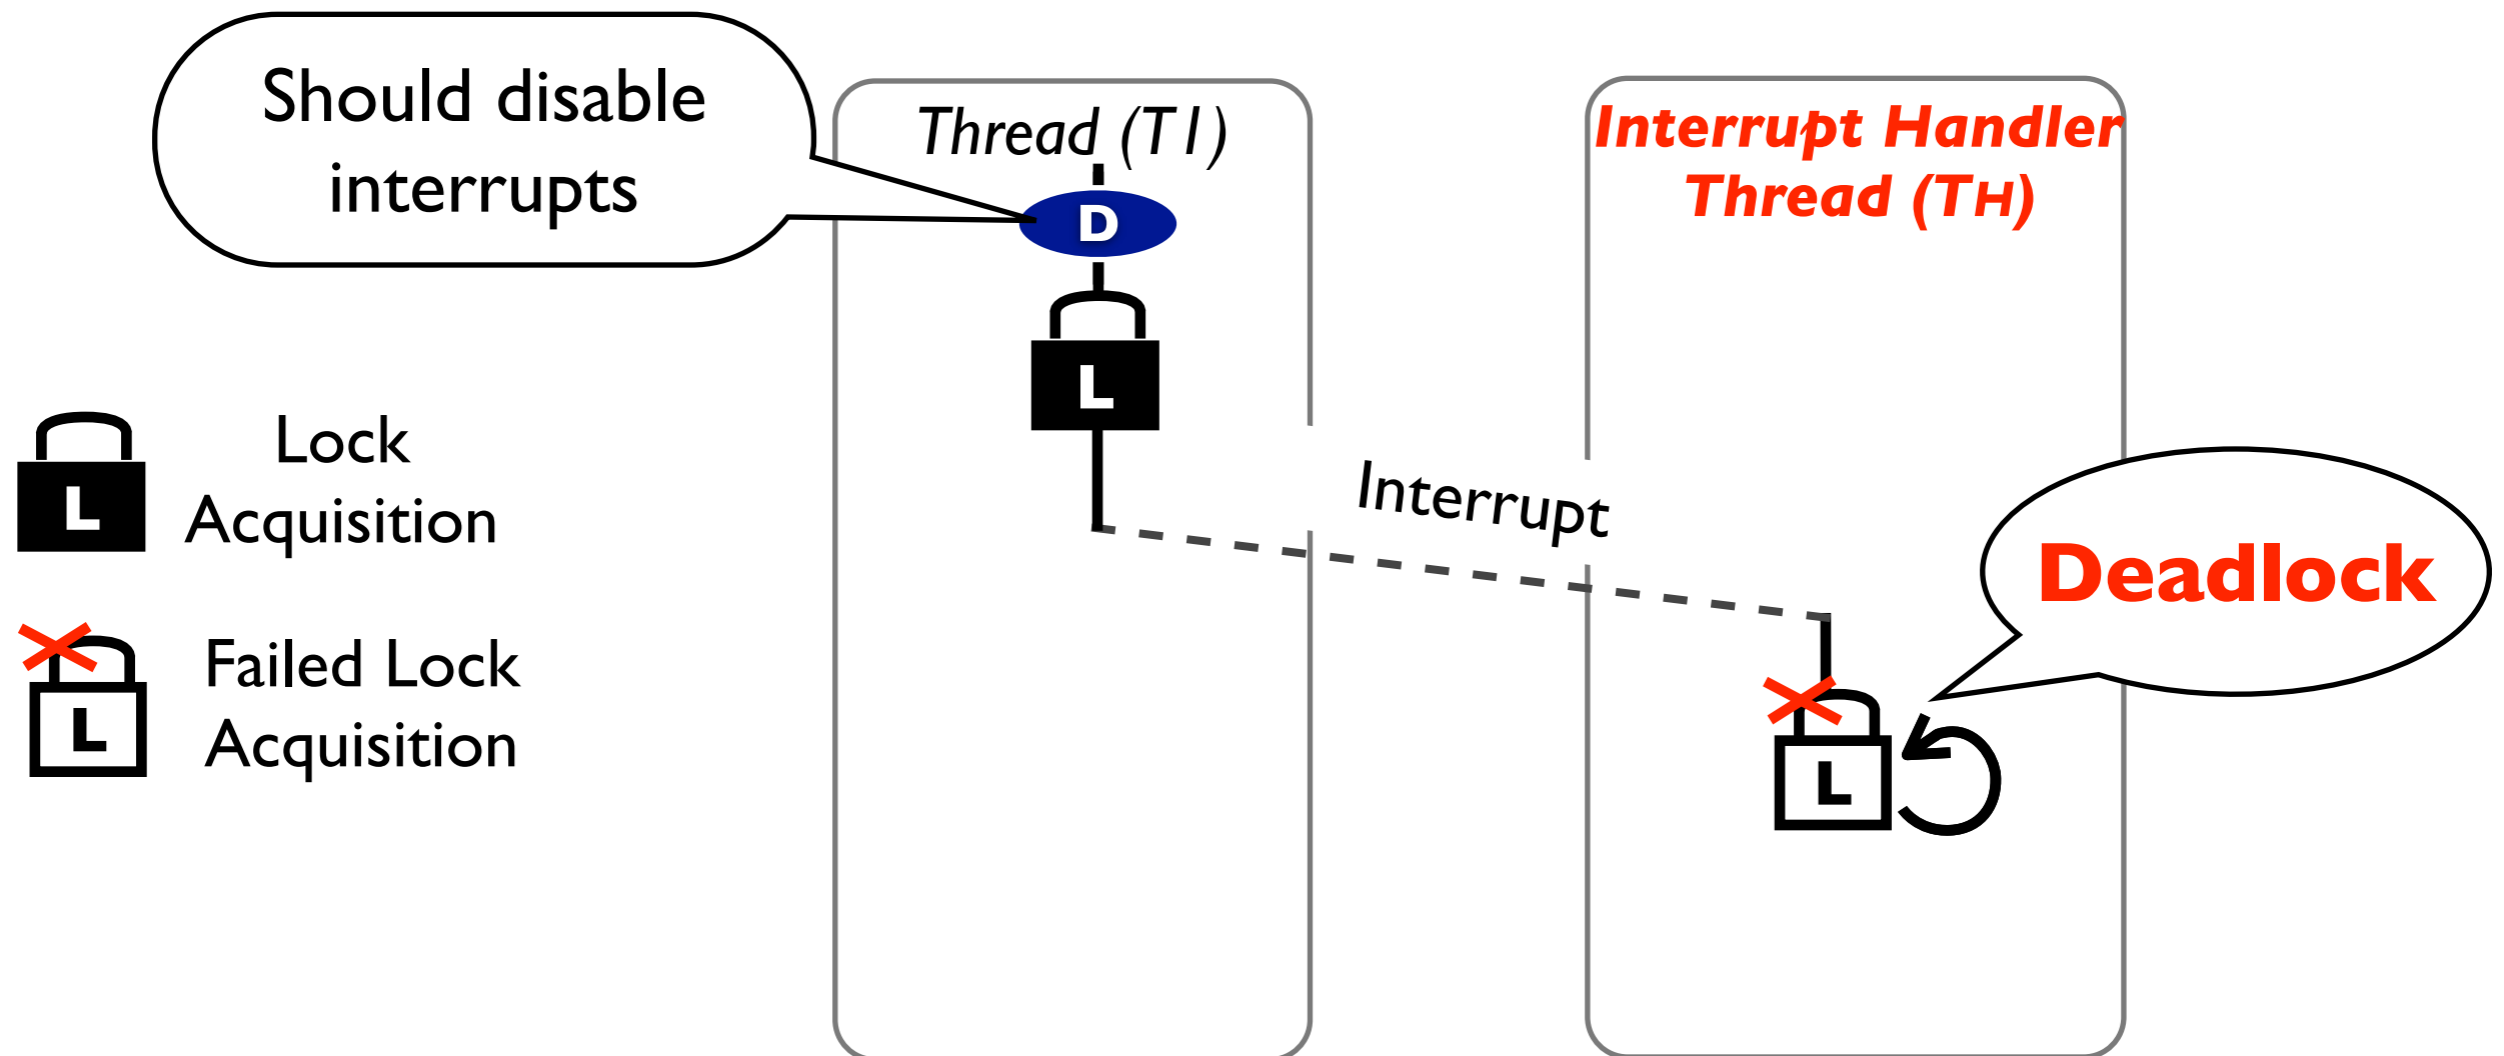 Should disable
interrupts
Thread (T1)
D
L
Interrupt Handler
Thread (TH)
Interrupt
Deadlock
L
L
Lock
Acquisition
L
Failed Lock
Acquisition